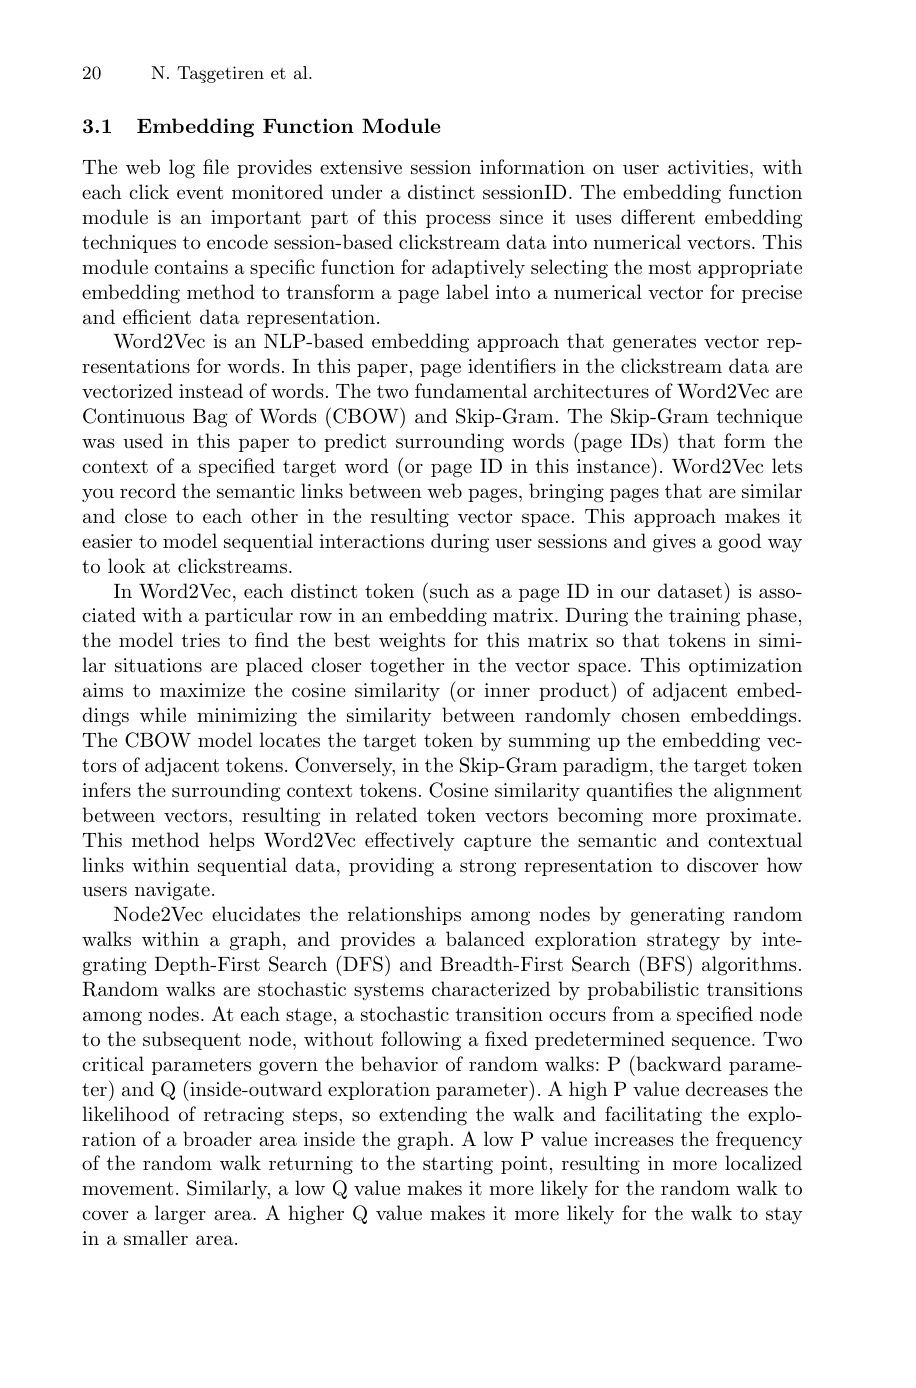 20 N. Taşgetiren et al.
3.1 Embedding Function Module
The web log file provides extensive session information on user activities, with
each click event monitored under a distinct sessionID. The embedding function
module is an important part of this process since it uses different embedding
techniques to encode session-based clickstream data into numerical vectors. This
module contains a specific function for adaptively selecting the most appropriate
embedding method to transform a page label into a numerical vector for precise
and efficient data representation.
Word2Vec is an NLP-based embedding approach that generates vector rep-
resentations for words. In this paper, page identifiers in the clickstream data are
vectorized instead of words. The two fundamental architectures of Word2Vec are
Continuous Bag of Words (CBOW) and Skip-Gram. The Skip-Gram technique
was used in this paper to predict surrounding words (page IDs) that form the
context of a specified target word (or page ID in this instance). Word2Vec lets
you record the semantic links between web pages, bringing pages that are similar
and close to each other in the resulting vector space. This approach makes it
easier to model sequential interactions during user sessions and gives a good way
to look at clickstreams.
In Word2Vec, each distinct token (such as a page ID in our dataset) is asso-
ciated with a particular row in an embedding matrix. During the training phase,
the model tries to find the best weights for this matrix so that tokens in simi-
lar situations are placed closer together in the vector space. This optimization
aims to maximize the cosine similarity (or inner product) of adjacent embed-
dings while minimizing the similarity between randomly chosen embeddings.
The CBOW model locates the target token by summing up the embedding vec-
tors of adjacent tokens. Conversely, in the Skip-Gram paradigm, the target token
infers the surrounding context tokens. Cosine similarity quantifies the alignment
between vectors, resulting in related token vectors becoming more proximate.
This method helps Word2Vec effectively capture the semantic and contextual
links within sequential data, providing a strong representation to discover how
users navigate.
Node2Vec elucidates the relationships among nodes by generating random
walks within a graph, and provides a balanced exploration strategy by inte-
grating Depth-First Search (DFS) and Breadth-First Search (BFS) algorithms.
Random walks are stochastic systems characterized by probabilistic transitions
among nodes. At each stage, a stochastic transition occurs from a specified node
to the subsequent node, without following a fixed predetermined sequence. Two
critical parameters govern the behavior of random walks: P (backward parame-
ter) and Q (inside-outward exploration parameter). A high P value decreases the
likelihood of retracing steps, so extending the walk and facilitating the explo-
ration of a broader area inside the graph. A low P value increases the frequency
of the random walk returning to the starting point, resulting in more localized
movement. Similarly, a low Q value makes it more likely for the random walk to
cover a larger area. A higher Q value makes it more likely for the walk to stay
in a smaller area.